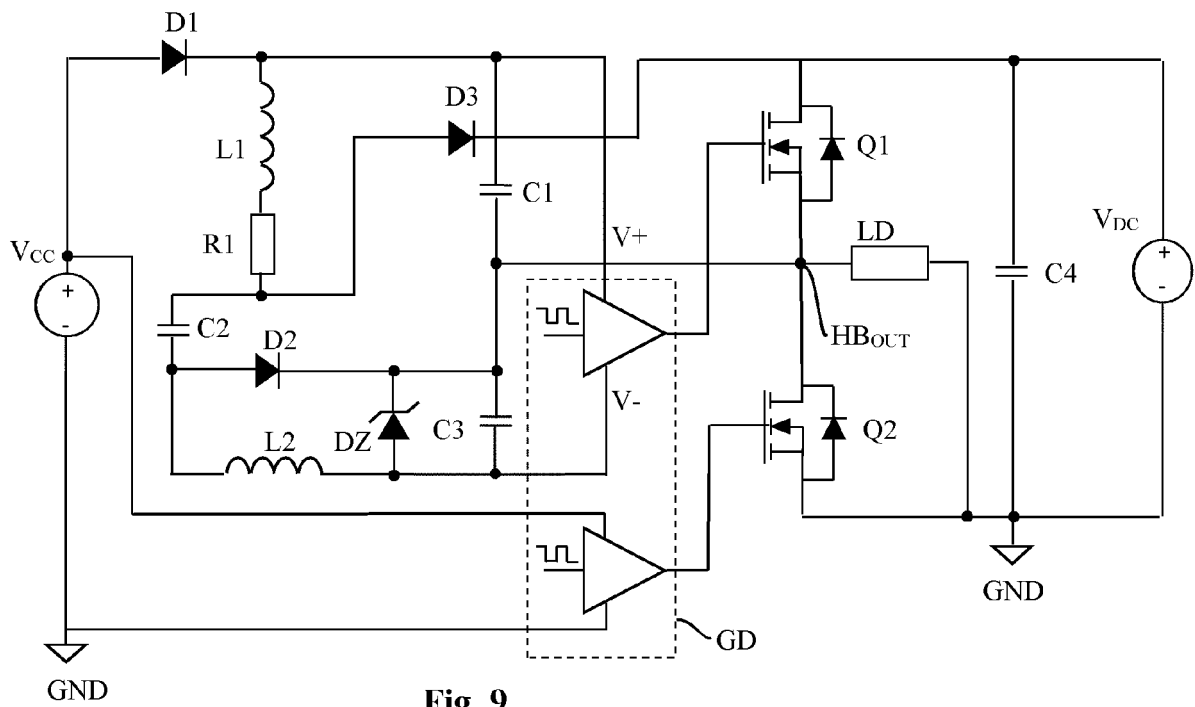 D1
D3
L1
Q1
C1
R1
V+
LD
VDC
VCC
+
-
+
-
C4
C2
HBOUT
D2
V-
C3
Q2
L2
DZ
GND
GD
GND
Fig. 9